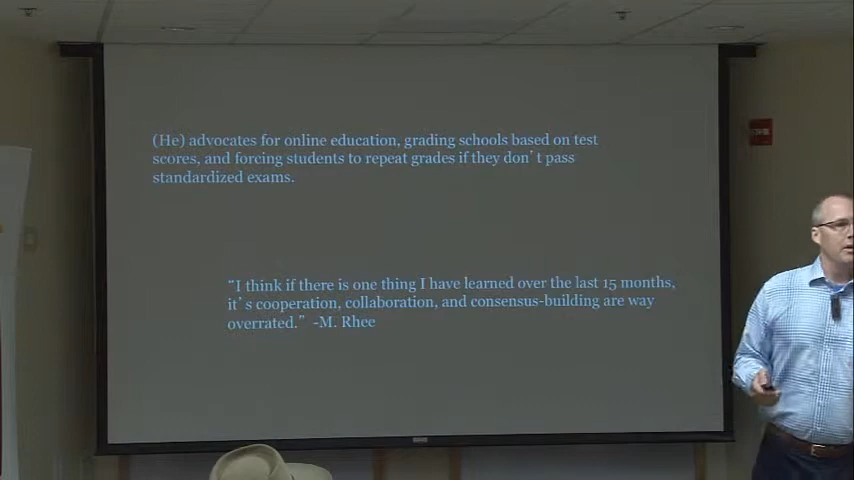 (He) advocates for online education, grading schools based on test
scores, and forcing students to repeat grades if they don't pass
standardized exams.
"I think if there is one thing I have learned over the last 15 months,
it's cooperation, collaboration, and consensus-building are way
overrated." -M. Rhee